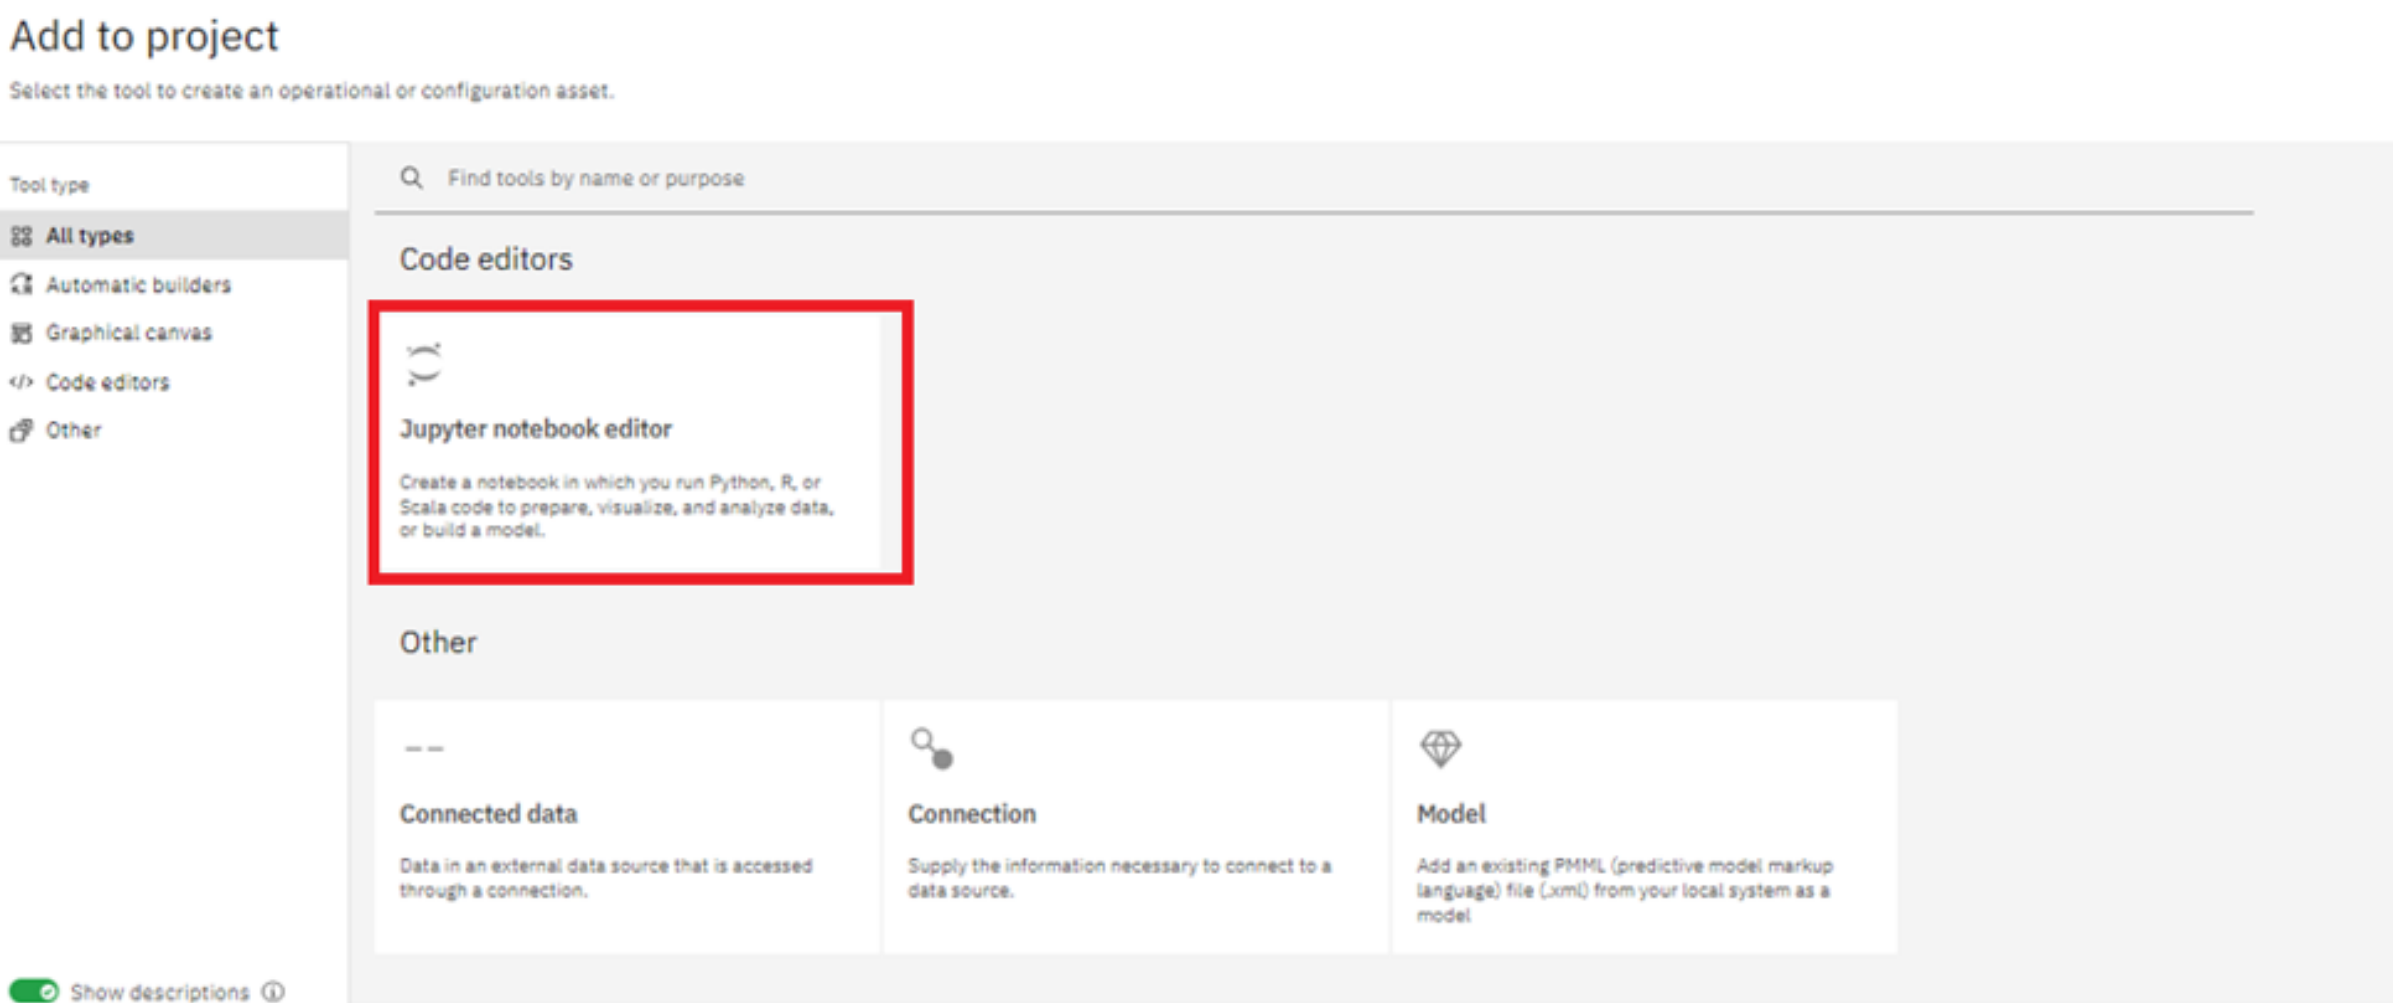 Add to project
Select the tool to create an operational or configuration asset.
Tool type
All types
Automatic builders
Graphical canvas
Code editors
Other
Show descriptions
Find tools by name or purpose
Code editors
Jupyter notebook editor
Create a notebook in which you run Python, R, or
Scala code to prepare, visualize, and analyze data,
or build a model.
Other
Connected data
Data in an external data source that is accessed
through a connection.
Connection
Supply the information necessary to connect to a
data source.
Model
Add an existing PMML (predictive model markup
language) file (.xml) from your local system as a
model